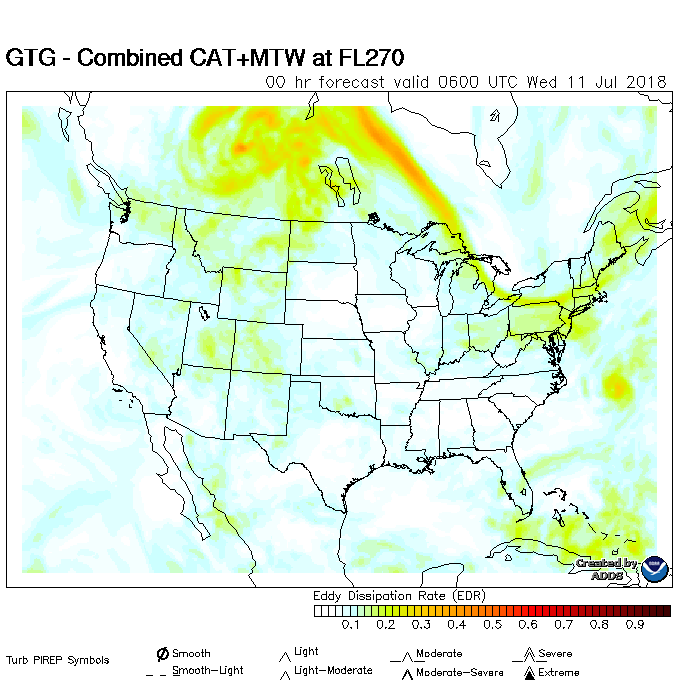 GTG - Combined CAT+MTW at FL270
00 hr forecast valid 0600 UTC Wed 11 Jul 2018
Created by
ADDS
Eddy Dissipation Rate (EDR)
0.1 0.2 0.3 0.4 0.5 0.6 0.7 0.8 0.9
Turb PIREP Symbols
Smooth Light Moderate Severe
Smooth-Light Light-Moderate Moderate-Severe Extreme